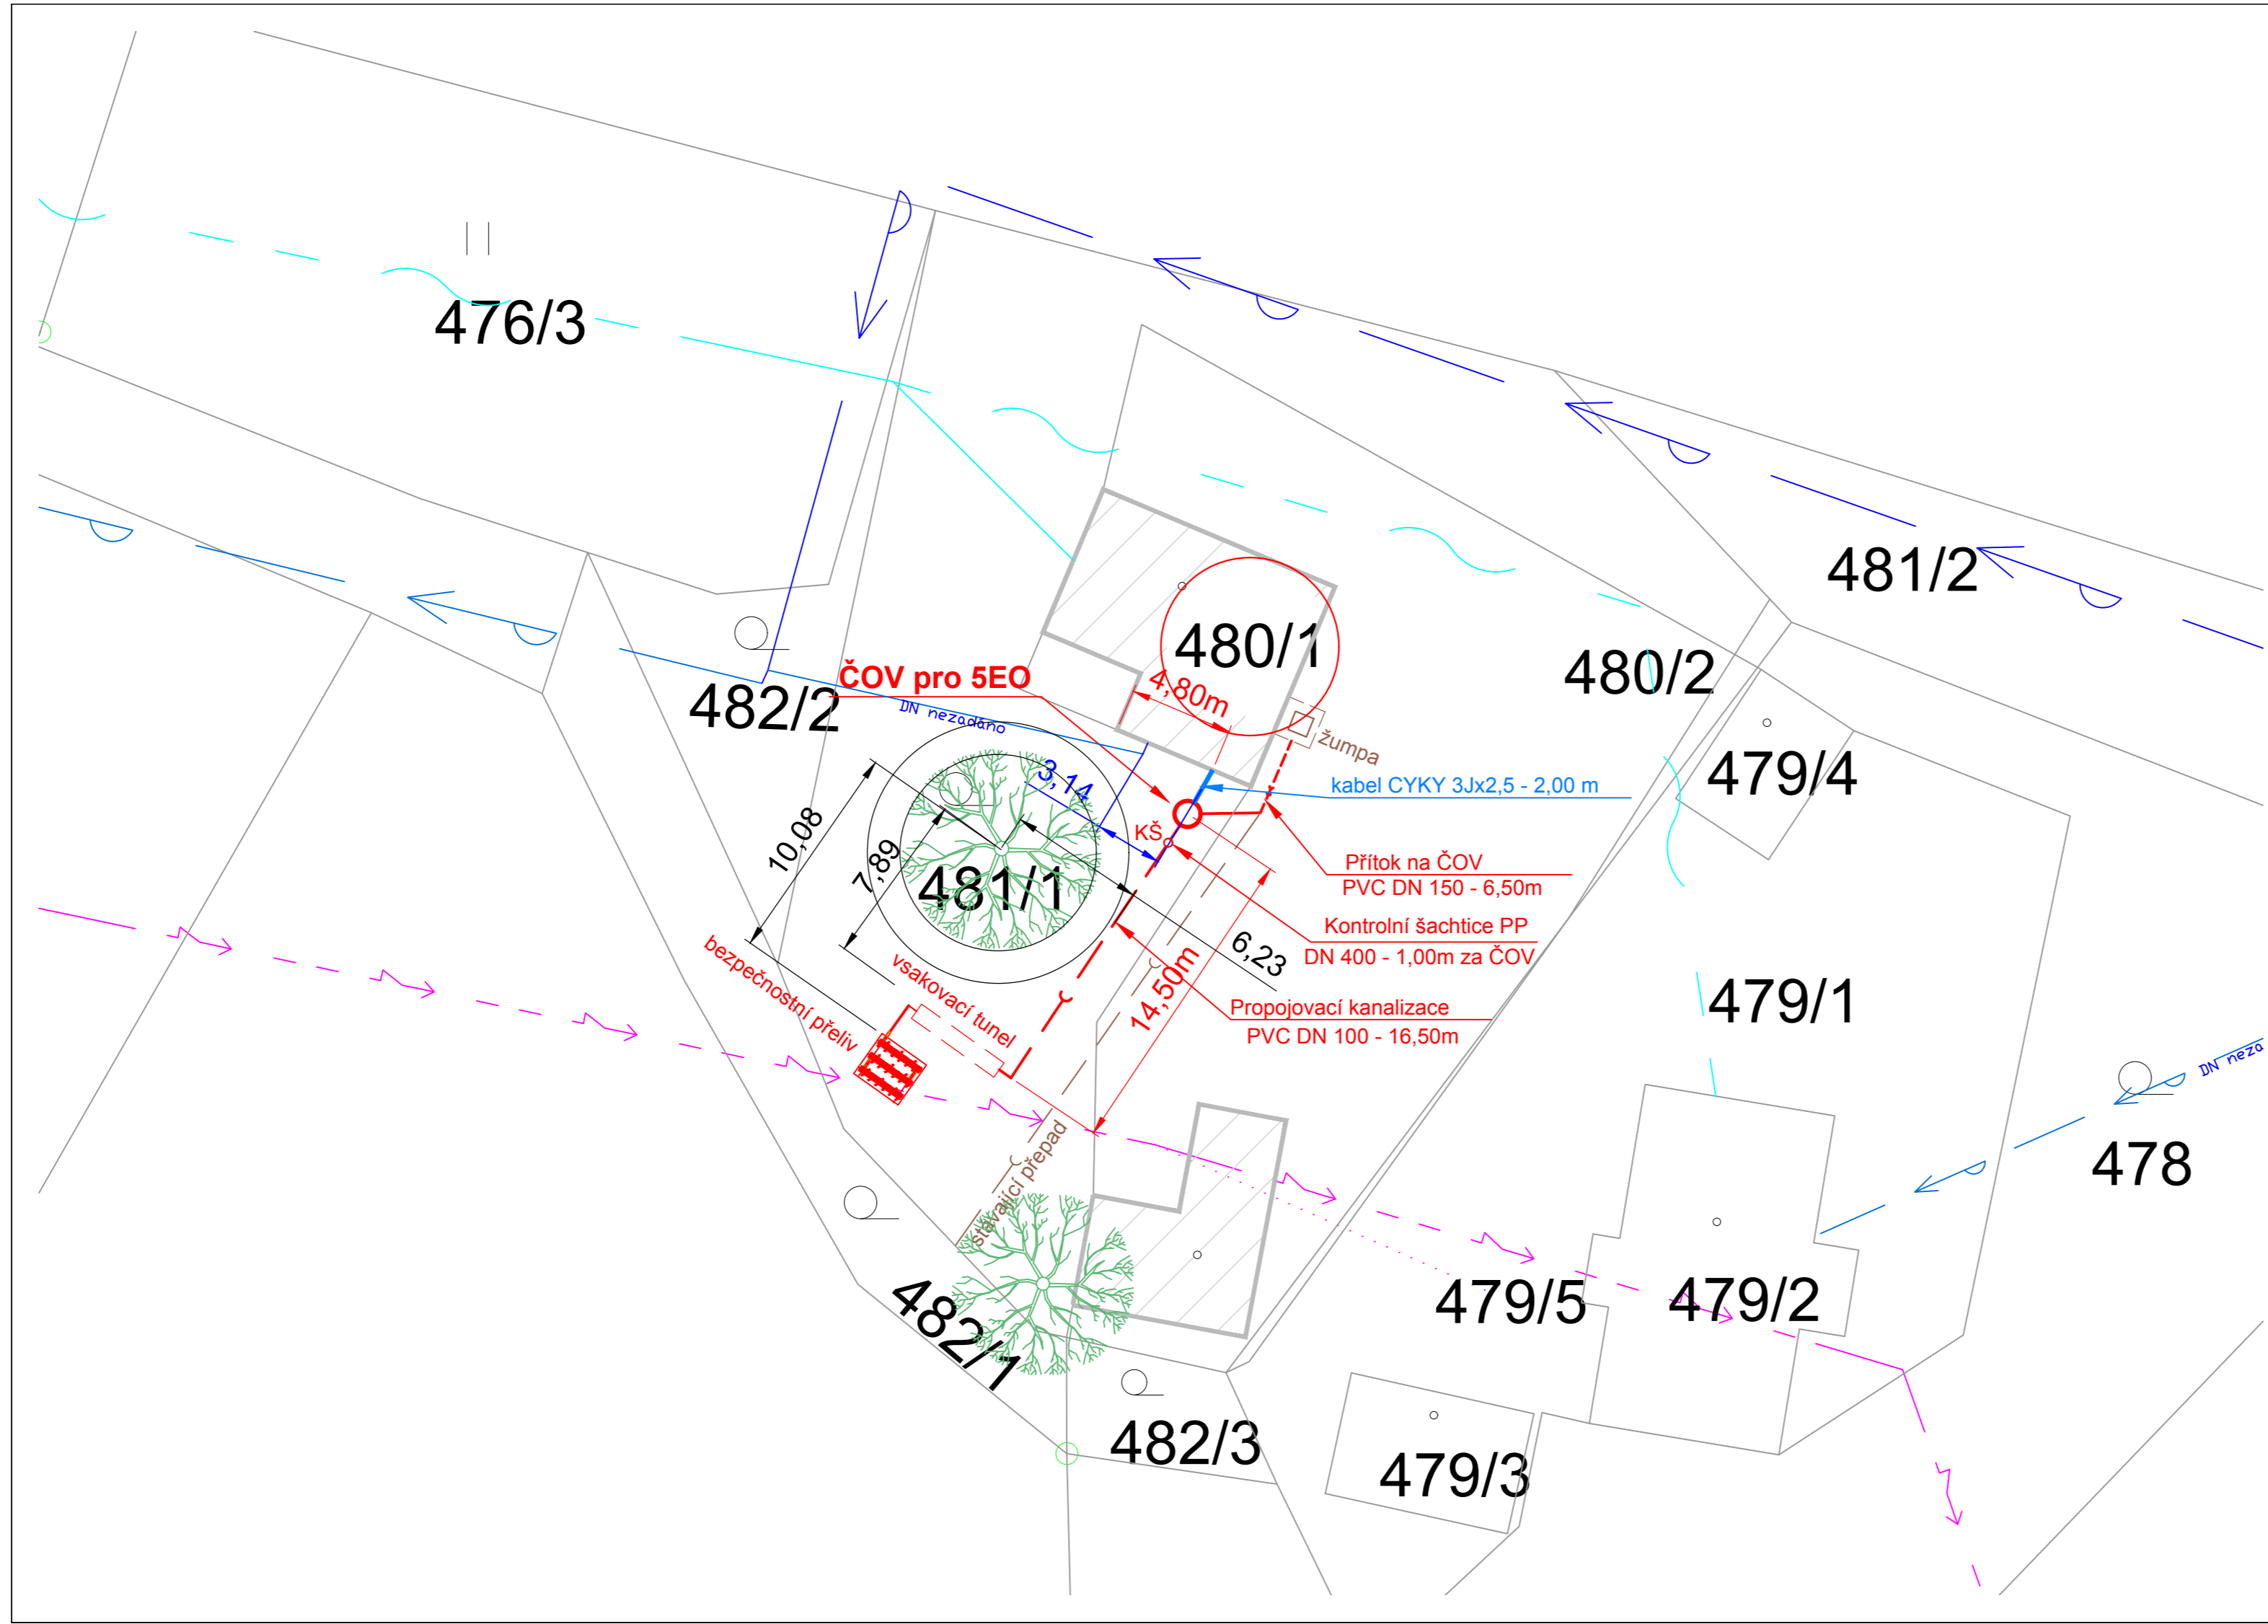 476/3
481/2
480/1
480/2
ČOV pro 5EO
4,80m
482/2
DN nezadáno
žumpa
479/4
3,14
kabel CYKY 3Jx2,5 - 2,00 m
10,08
KŠ
7,89
481/1
Přítok na ČOV
PVC DN 150 - 6,50m
Kontrolní šachtice PP
DN 400 - 1,00m za ČOV
6,23
bezpečnostní přeliv
vsakovací tunel
14,50m
479/1
Propojovací kanalizace
PVC DN 100 - 16,50m
DN neza
478
stávající přepad
482/1
479/5
479/2
482/3
479/3